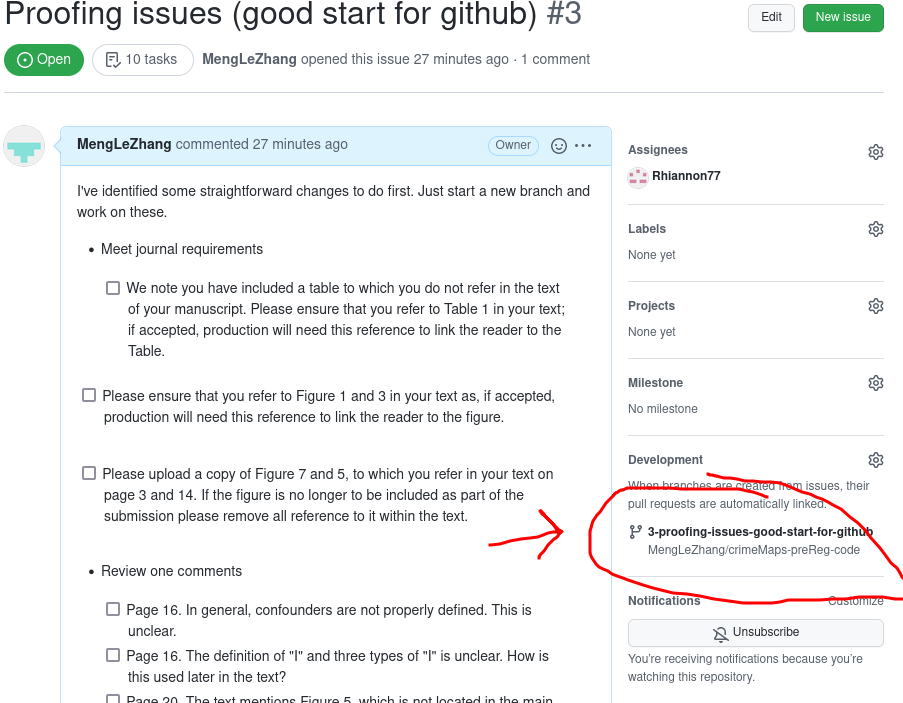 Proofing issues (good start for github) #3
Edit
New issue
Open
10 tasks
MengLeZhang opened this issue 27 minutes ago · 1 comment
MengLeZhang commented 27 minutes ago
Owner
I've identified some straightforward changes to do first. Just start a new branch and
work on these.
• Meet journal requirements
We note you have included a table to which you do not refer in the text
of your manuscript. Please ensure that you refer to Table 1 in your text;
if accepted, production will need this reference to link the reader to the
Table.
Please ensure that you refer to Figure 1 and 3 in your text as, if accepted,
production will need this reference to link the reader to the figure.
Please upload a copy of Figure 7 and 5, to which you refer in your text on
page 3 and 14. If the figure is no longer to be included as part of the
submission please remove all reference to it within the text.
• Review one comments
Page 16. In general, confounders are not properly defined. This is
unclear.
Page 16. The definition of "I" and three types of "I" is unclear. How is
this used later in the text?
Page 20. The text mentions Figure 5, which is not located in the main
Assignees
Rhiannon77
Labels
None yet
Projects
None yet
Milestone
No milestone
Development
When branches are created from issues, their
pull requests are automatically linked.
3-proofing-issues-good-start-for-github
MengLeZhang/crimeMaps-preReg-code
Notifications
Customize
Unsubscribe
You're receiving notifications because you're
watching this repository.